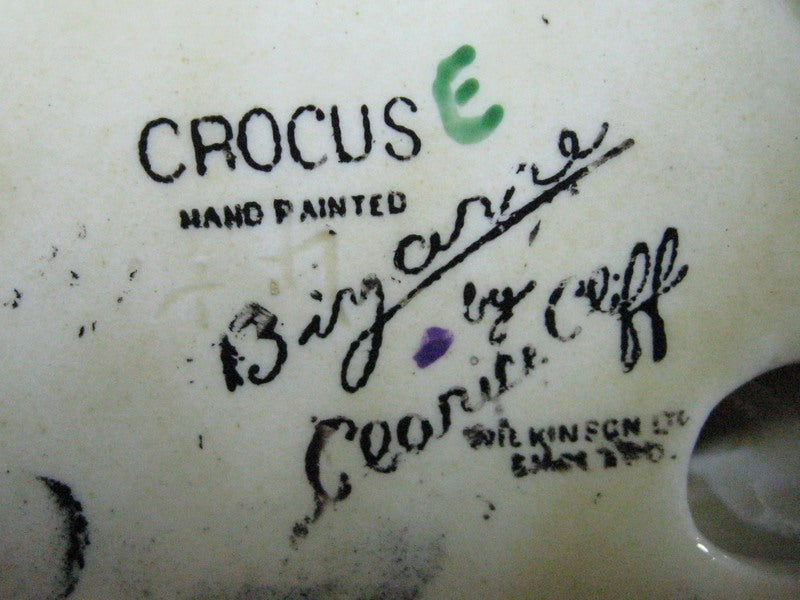 CROCUS E
HAND PAINTED
Bizarre
by
Clarice Cliff
WILKINSON LTD
ENGLAND.